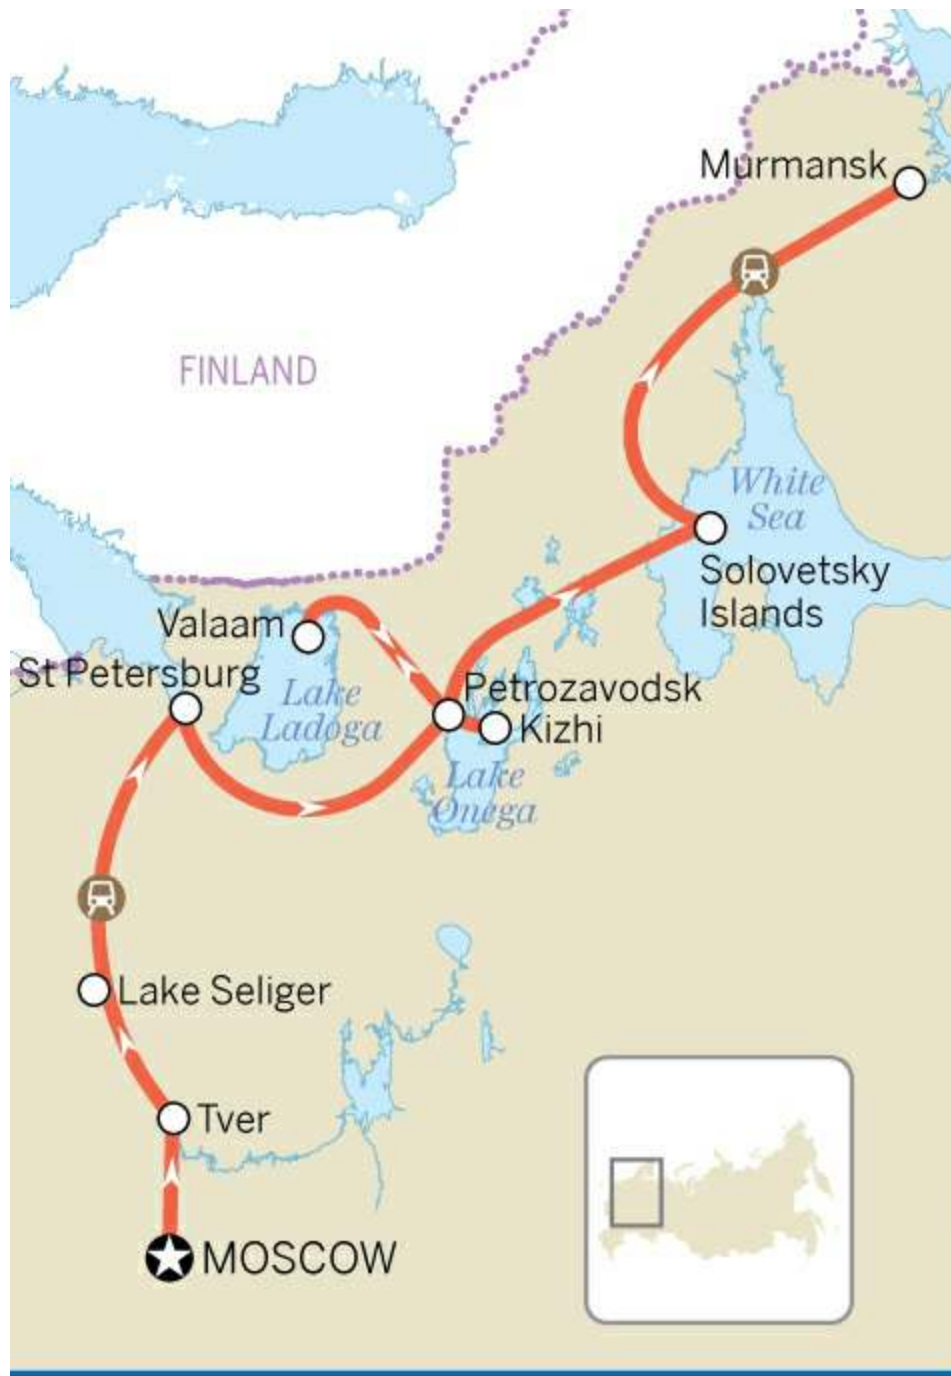 Murmansk
FINLAND
White
Sea
Solovetsky
Islands
Valaam
St Petersburg
Lake
Ladoga
Petrozavodsk
Kizhi
Lake
Onega
Lake Seliger
Tver
MOSCOW